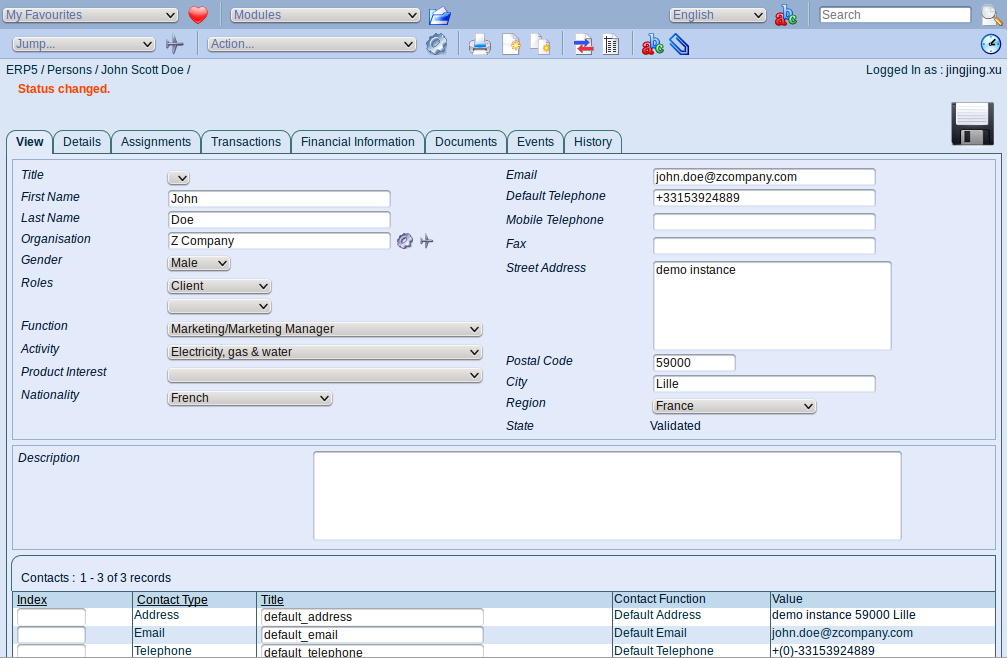 My Favourites Modules English Search
Jump... Action...
ERP5 / Persons / John Scott Doe / Logged In as : jingjing.xu
Status changed.
View Details Assignments Transactions Financial Information Documents Events History
Title
First Name John
Last Name Doe
Organisation Z Company
Gender Male
Roles Client
Function Marketing/Marketing Manager
Activity Electricity, gas & water
Product Interest
Nationality French
Email john.doe@zcompany.com
Default Telephone +33153924889
Mobile Telephone
Fax
Street Address demo instance
Postal Code 59000
City Lille
Region France
State Validated
Description
Contacts : 1 - 3 of 3 records
Index Contact Type Title Contact Function Value
Address default_address Default Address demo instance 59000 Lille
Email default_email Default Email john.doe@zcompany.com
Telephone default_telephone Default Telephone +(0)-33153924889